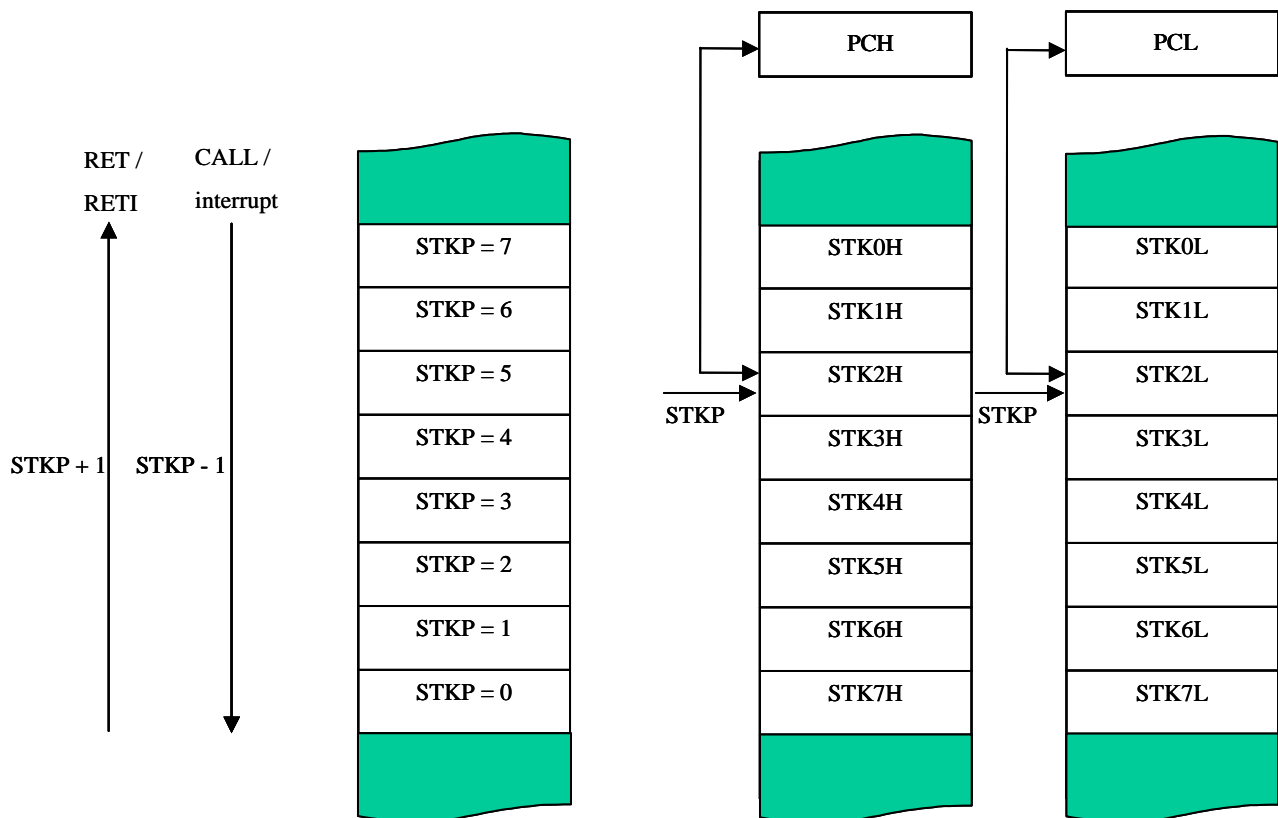 PCH
PCL
RET /
RETI
CALL /
interrupt
STKP + 1
STKP - 1
STKP = 7
STKP = 6
STKP = 5
STKP = 4
STKP = 3
STKP = 2
STKP = 1
STKP = 0
STKP
STK0H
STK1H
STK2H
STK3H
STK4H
STK5H
STK6H
STK7H
STKP
STK0L
STK1L
STK2L
STK3L
STK4L
STK5L
STK6L
STK7L